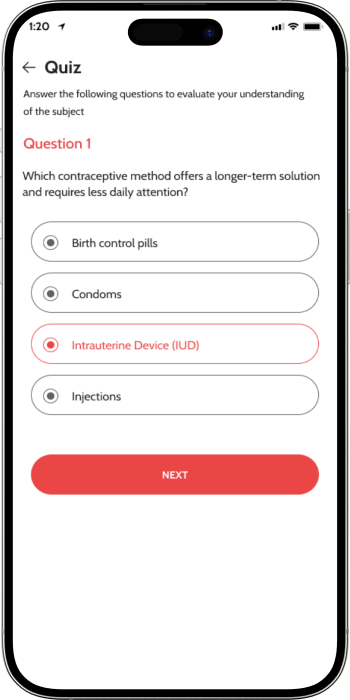 1:20
Quiz
Answer the following questions to evaluate your understanding
of the subject
Question 1
Which contraceptive method offers a longer-term solution
and requires less daily attention?
Birth control pills
Condoms
Intrauterine Device (IUD)
Injections
NEXT